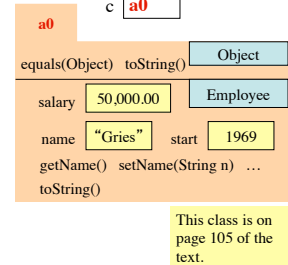 c a0
a0
equals(Object) toString() Object
salary 50,000.00 Employee
name “Gries” start 1969
getName() setName(String n) …
toString()
This class is on
page 105 of the
text.